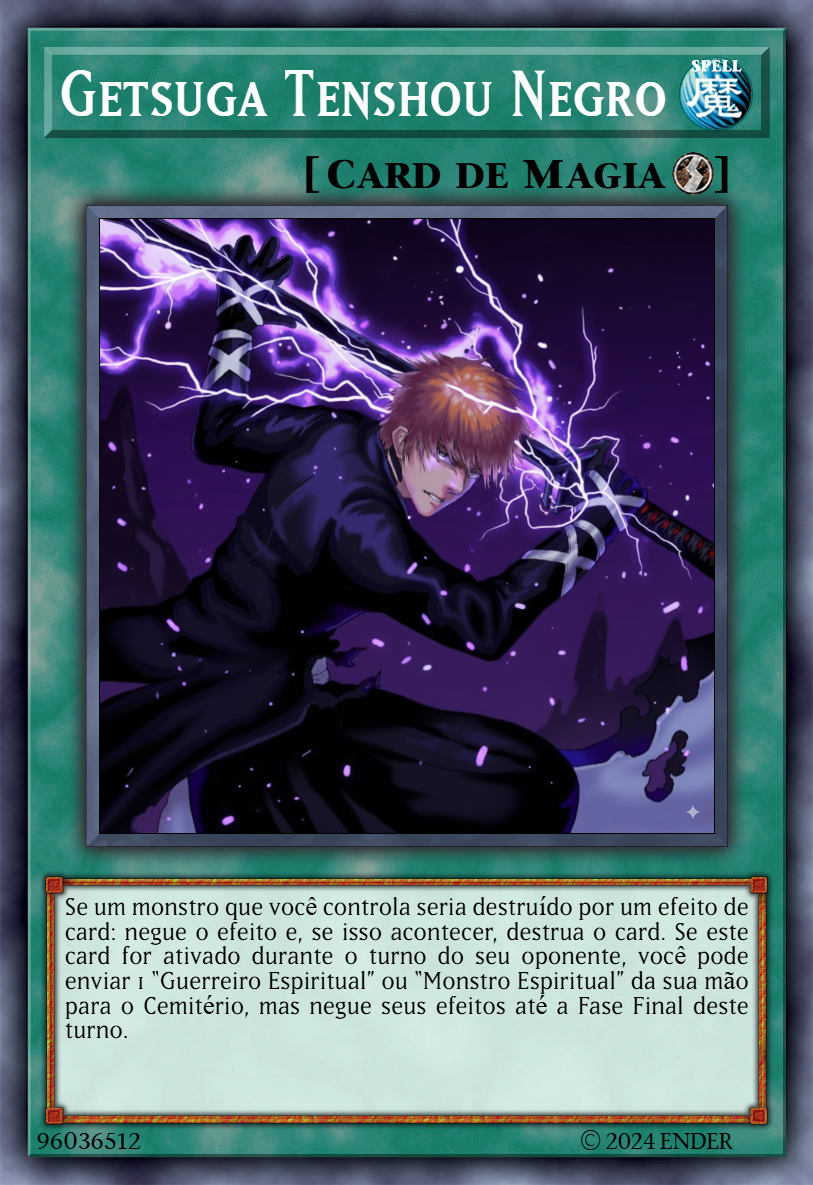 Getsuga Tenshou Negro
SPELL
魔
[Card de Magia]
Se um monstro que você controla seria destruído por um efeito de
card: negue o efeito e, se isso acontecer, destrua o card. Se este
card for ativado durante o turno do seu oponente, você pode
enviar 1 "Guerreiro Espiritual" ou "Monstro Espiritual" da sua mão
para o Cemitério, mas negue seus efeitos até a Fase Final deste
turno.
96036512
© 2024 ENDER